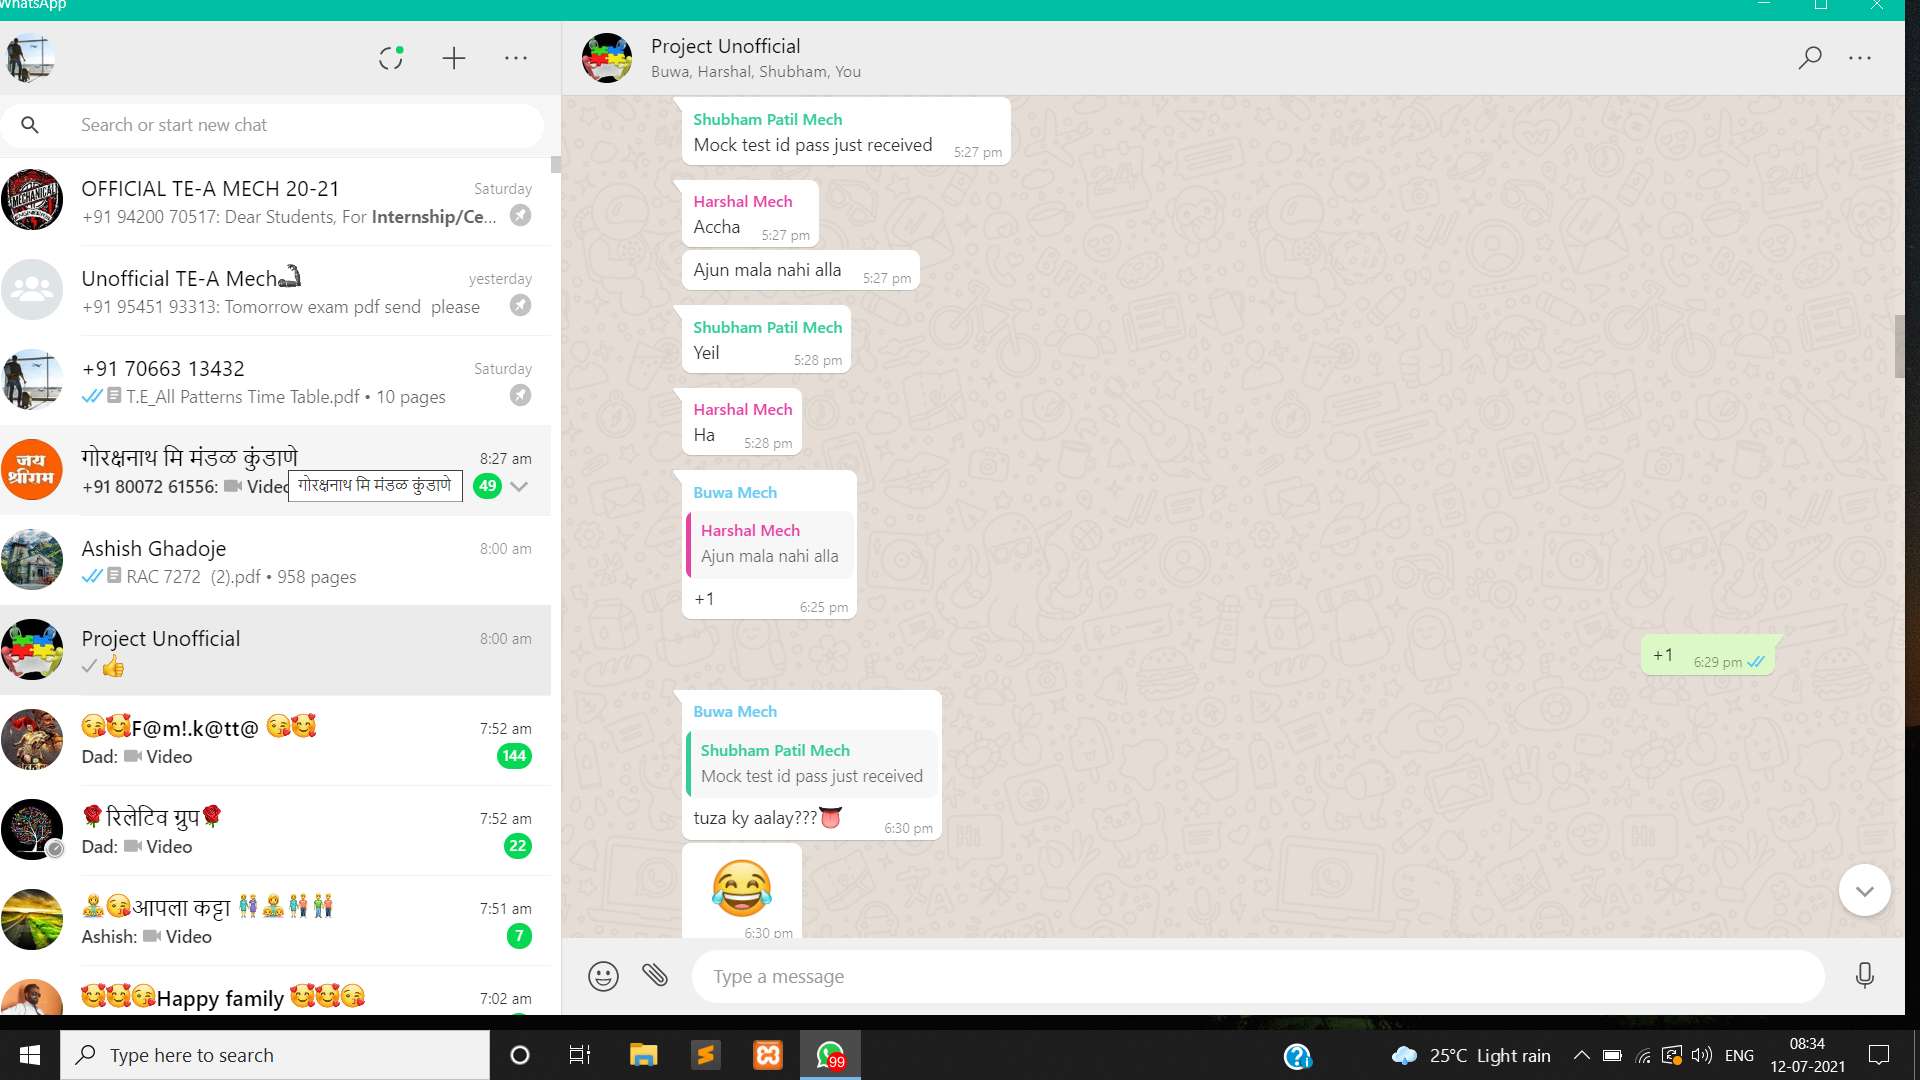 WhatsApp
Search or start new chat
OFFICIAL TE-A MECH 20-21
Saturday
+91 94200 70517: Dear Students, For Internship/Ce...
Unofficial TE-A Mech
yesterday
+91 95451 93313: Tomorrow exam pdf send please
+91 70663 13432
Saturday
T.E_All Patterns Time Table.pdf • 10 pages
जय
श्रीराम
गोरक्षनाथ मि मंडळ कुंडाणे
8:27 am
+91 80072 61556: Video
गोरक्षनाथ मि मंडळ कुंडाणे
49
Ashish Ghadoje
8:00 am
RAC 7272 (2).pdf • 958 pages
Project Unofficial
8:00 am
👍
😘🥰F@m!.k@tt@ 😘🥰
7:52 am
Dad: Video
144
🌹रिलेटिव ग्रुप🌹
7:52 am
Dad: Video
22
आपला कट्टा
7:51 am
Ashish: Video
7
🥰🥰😘Happy family 🥰🥰😘
7:02 am
Project Unofficial
Buwa, Harshal, Shubham, You
Shubham Patil Mech
Mock test id pass just received 5:27 pm
Harshal Mech
Accha 5:27 pm
Ajun mala nahi alla 5:27 pm
Shubham Patil Mech
Yeil 5:28 pm
Harshal Mech
Ha 5:28 pm
Buwa Mech
Harshal Mech
Ajun mala nahi alla
+1 6:25 pm
+1 6:29 pm
Buwa Mech
Shubham Patil Mech
Mock test id pass just received
tuza ky aalay???👅 6:30 pm
😂
6:30 pm
Type a message
Type here to search
99
25°C Light rain
ENG
08:34
12-07-2021